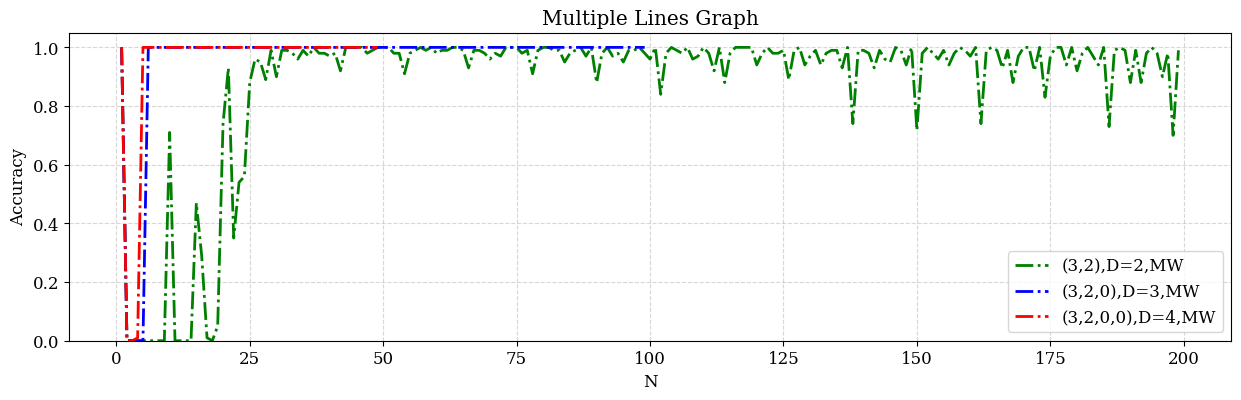 Multiple Lines Graph
Accuracy
1.0
0.8
0.6
0.4
0.2
0.0
(3,2),D=2,MW
(3,2,0),D=3,MW
(3,2,0,0),D=4,MW
0 25 50 75 100 125 150 175 200
N